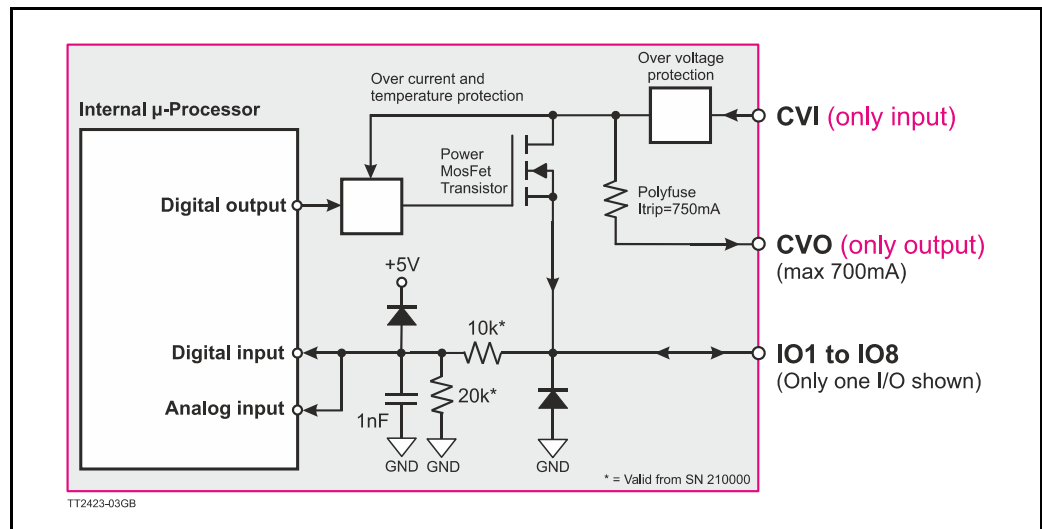 Over voltage
protection
Over current and
temperature protection
Internal µ-Processor
CVI (only input)
Power
MosFet
Transistor
Polyfuse
Itrip=750mA
Digital output
CVO (only output)
(max 700mA)
+5V
10k*
Digital input
IO1 to IO8
(Only one I/O shown)
20k*
Analog input
1nF
GND GND GND
* = Valid from SN 210000
TT2423-03GB